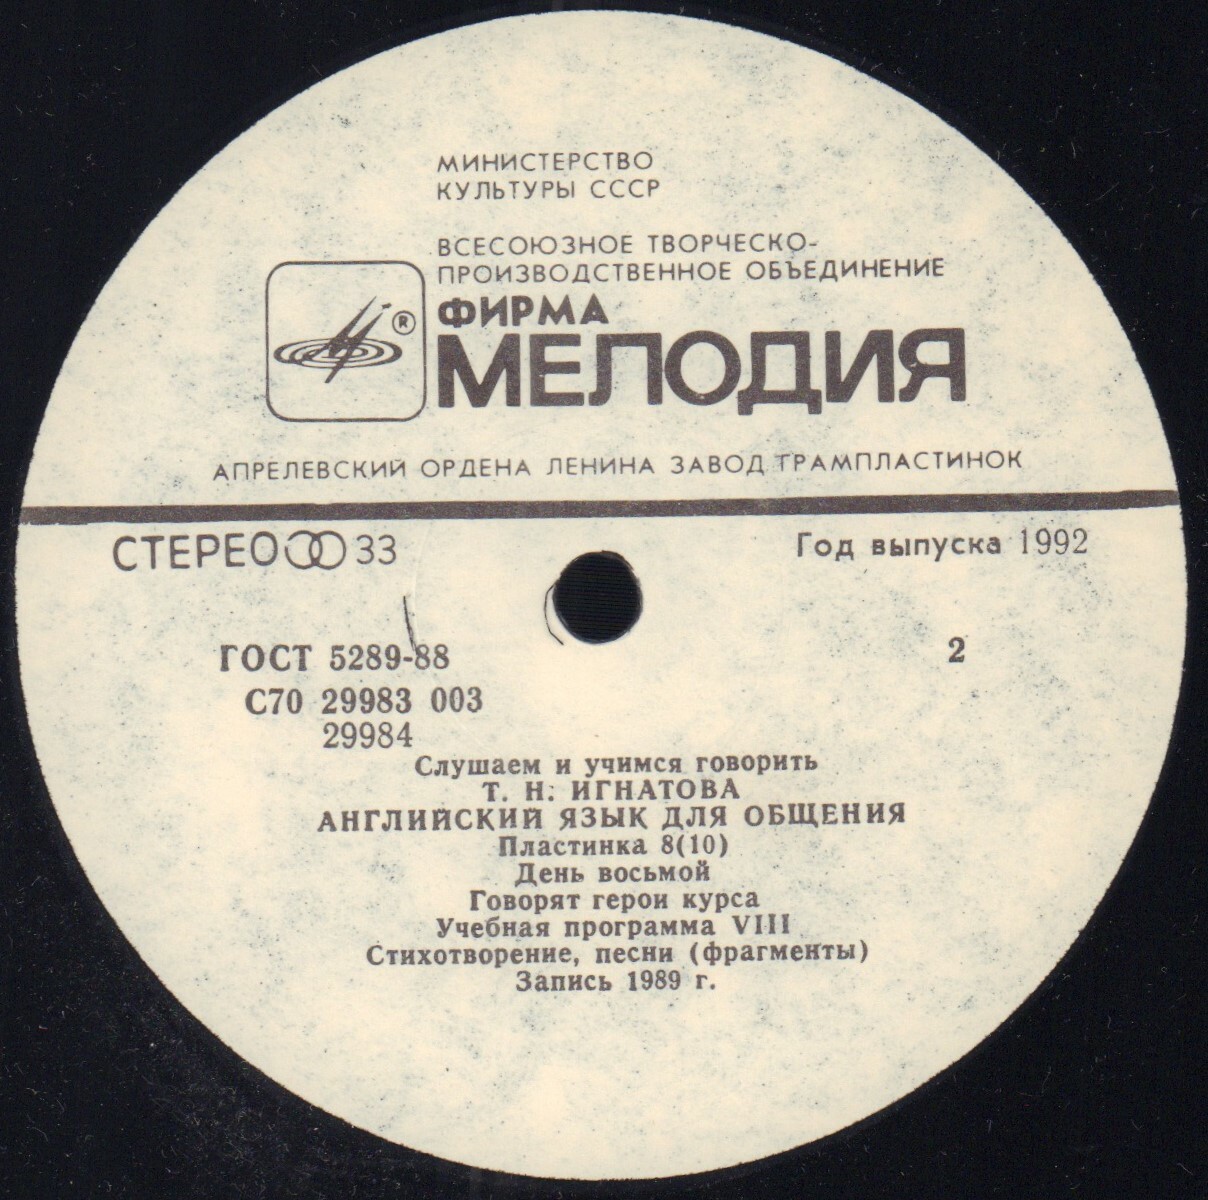 МИНИСТЕРСТВО
КУЛЬТУРЫ СССР
ВСЕСОЮЗНОЕ ТВОРЧЕСКО-
ПРОИЗВОДСТВЕННОЕ ОБЪЕДИНЕНИЕ
ФИРМА
МЕЛОДИЯ
®
АПРЕЛЕВСКИЙ ОРДЕНА ЛЕНИНА ЗАВОД ГРАМПЛАСТИНОК
СТЕРЕО 33
Год выпуска 1992
ГОСТ 5289-88
2
С70 29983 003
29984
Слушаем и учимся говорить
Т. Н. ИГНАТОВА
АНГЛИЙСКИЙ ЯЗЫК ДЛЯ ОБЩЕНИЯ
Пластинка 8(10)
День восьмой
Говорят герои курса
Учебная программа VIII
Стихотворение, песни (фрагменты)
Запись 1989 г.